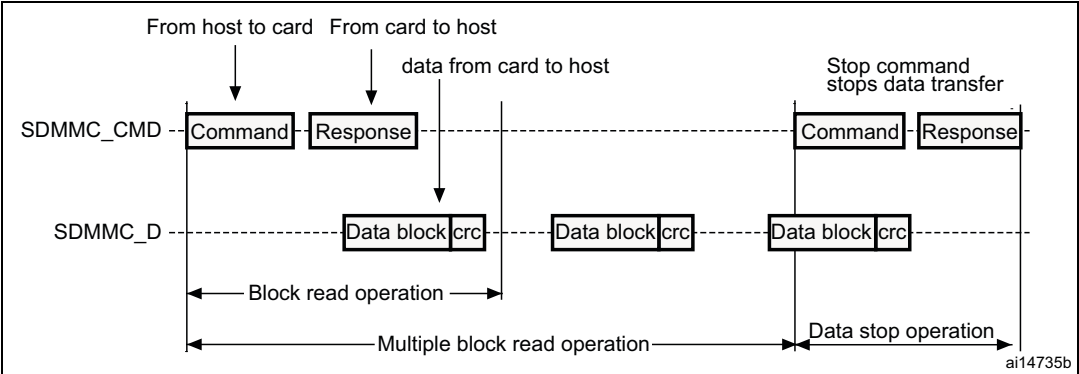 From host to card From card to host
data from card to host
Stop command
stops data transfer
SDMMC_CMD Command Response Command Response
SDMMC_D Data block crc Data block crc Data block crc
Block read operation
Data stop operation
Multiple block read operation
ai14735b